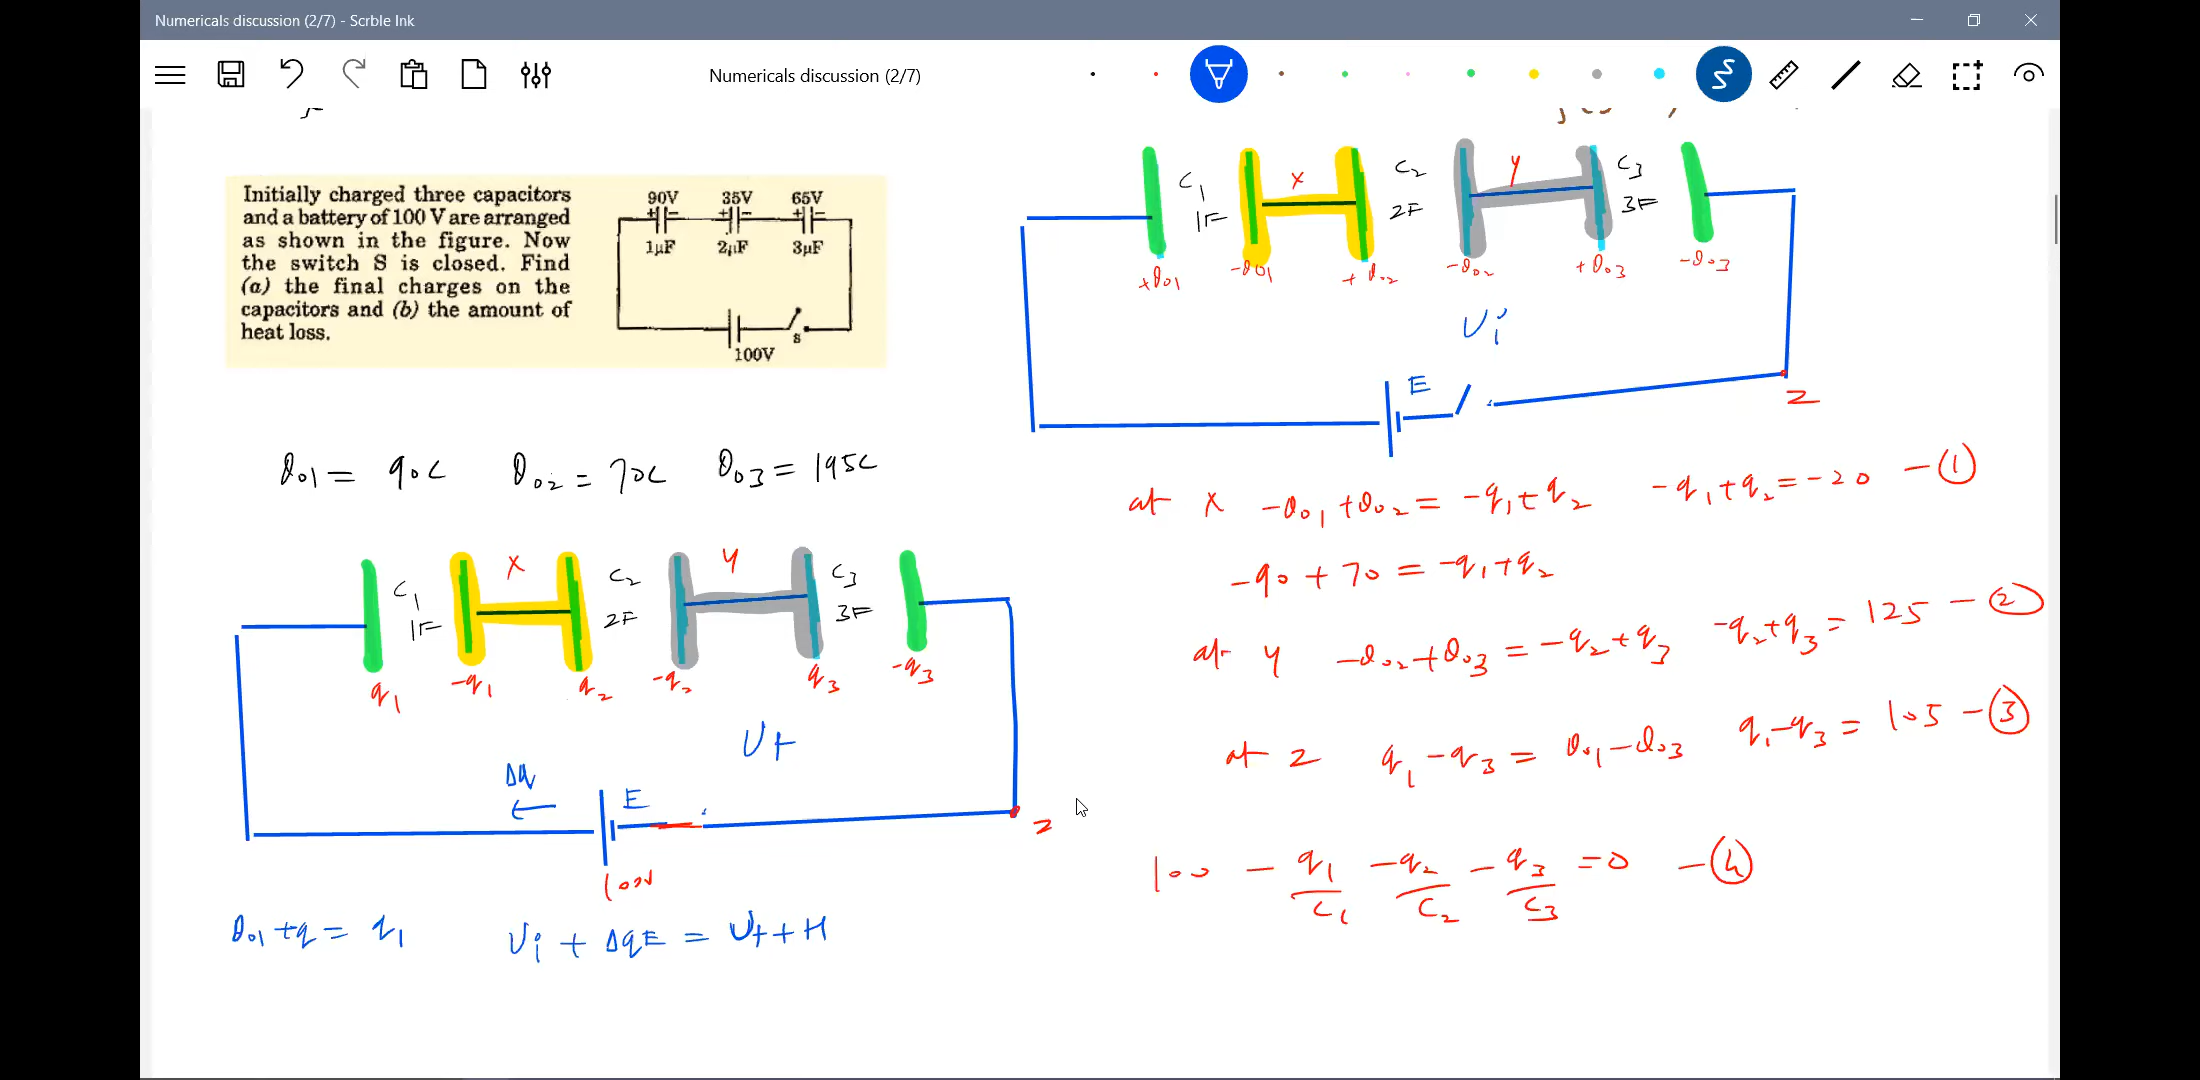 Numericals discussion (2/7) - Scrble Ink
Numericals discussion (2/7)
Initially charged three capacitors
and a battery of 100 V are arranged
as shown in the figure. Now
the switch S is closed. Find
(a) the final charges on the
capacitors and (b) the amount of
heat loss.
90V 35V 65V
+ - + - + -
1μF 2μF 3μF
S
100V
C1 1F X C2 2F Y C3 3F
+Q01 -Q01 +Q02 -Q02 +Q03 -Q03
Ui
E
Z
Q01 = 90C Q02 = 70C Q03 = 195C
C1 1F X C2 2F Y C3 3F
q1 -q1 q2 -q2 q3 -q3
Uf
Δq
E
Z
100V
Q01 + q = q1 Ui + ΔqE = Uf + H
at X -Q01 + Q02 = -q1 + q2 -q1 + q2 = -20 - (1)
-90 + 70 = -q1 + q2
at Y -Q02 + Q03 = -q2 + q3 -q2 + q3 = 125 - (2)
at Z q1 - q3 = Q01 - Q03 q1 - q3 = 105 - (3)
100 - q1/C1 - q2/C2 - q3/C3 = 0 - (4)